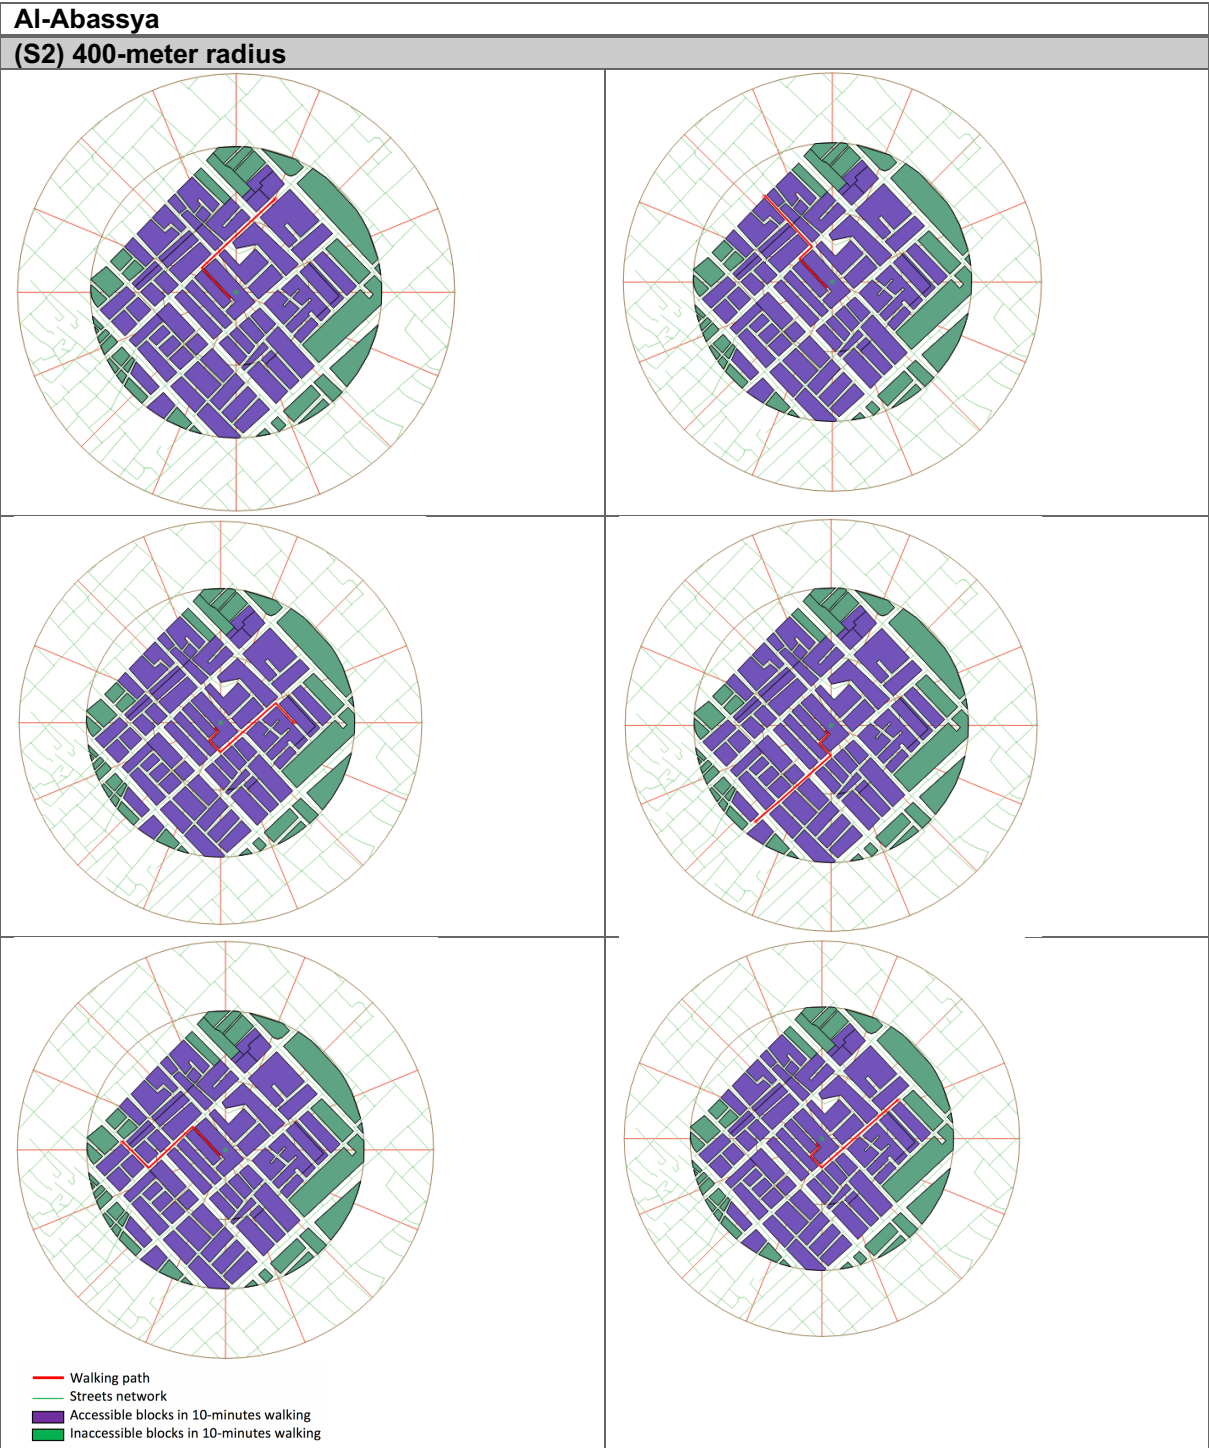 Al-Abassya
(S2) 400-meter radius
Walking path
Streets network
Accessible blocks in 10-minutes walking
Inaccessible blocks in 10-minutes walking